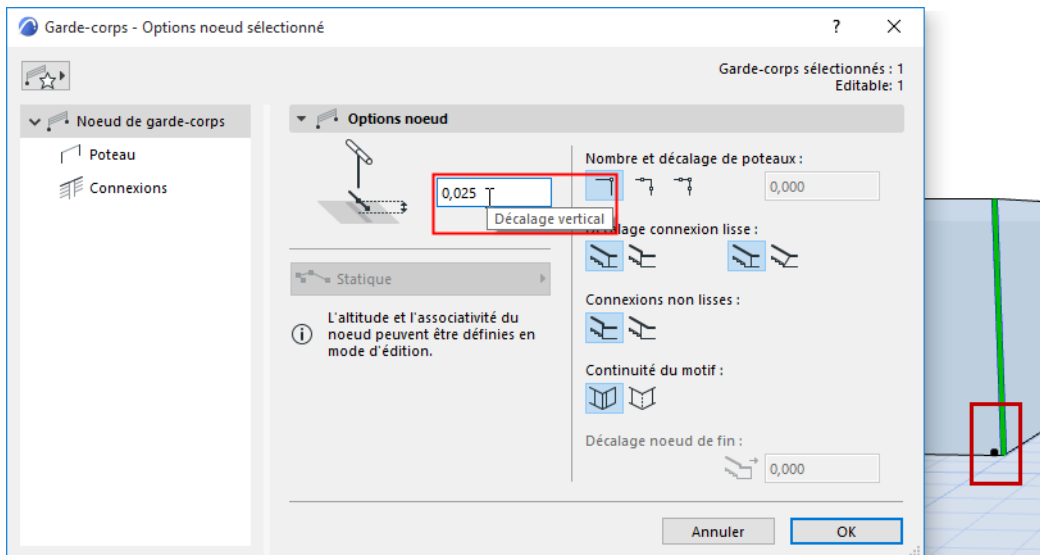 Garde-corps - Options noeud sélectionné
?
Garde-corps sélectionnés : 1
Editable: 1
Noeud de garde-corps
Poteau
Connexions
Options noeud
0,025
Décalage vertical
Statique
L'altitude et l'associativité du
noeud peuvent être définies en
mode d'édition.
Nombre et décalage de poteaux :
0,000
Décalage connexion lisse :
Connexions non lisses :
Continuité du motif :
Décalage noeud de fin :
0,000
Annuler
OK